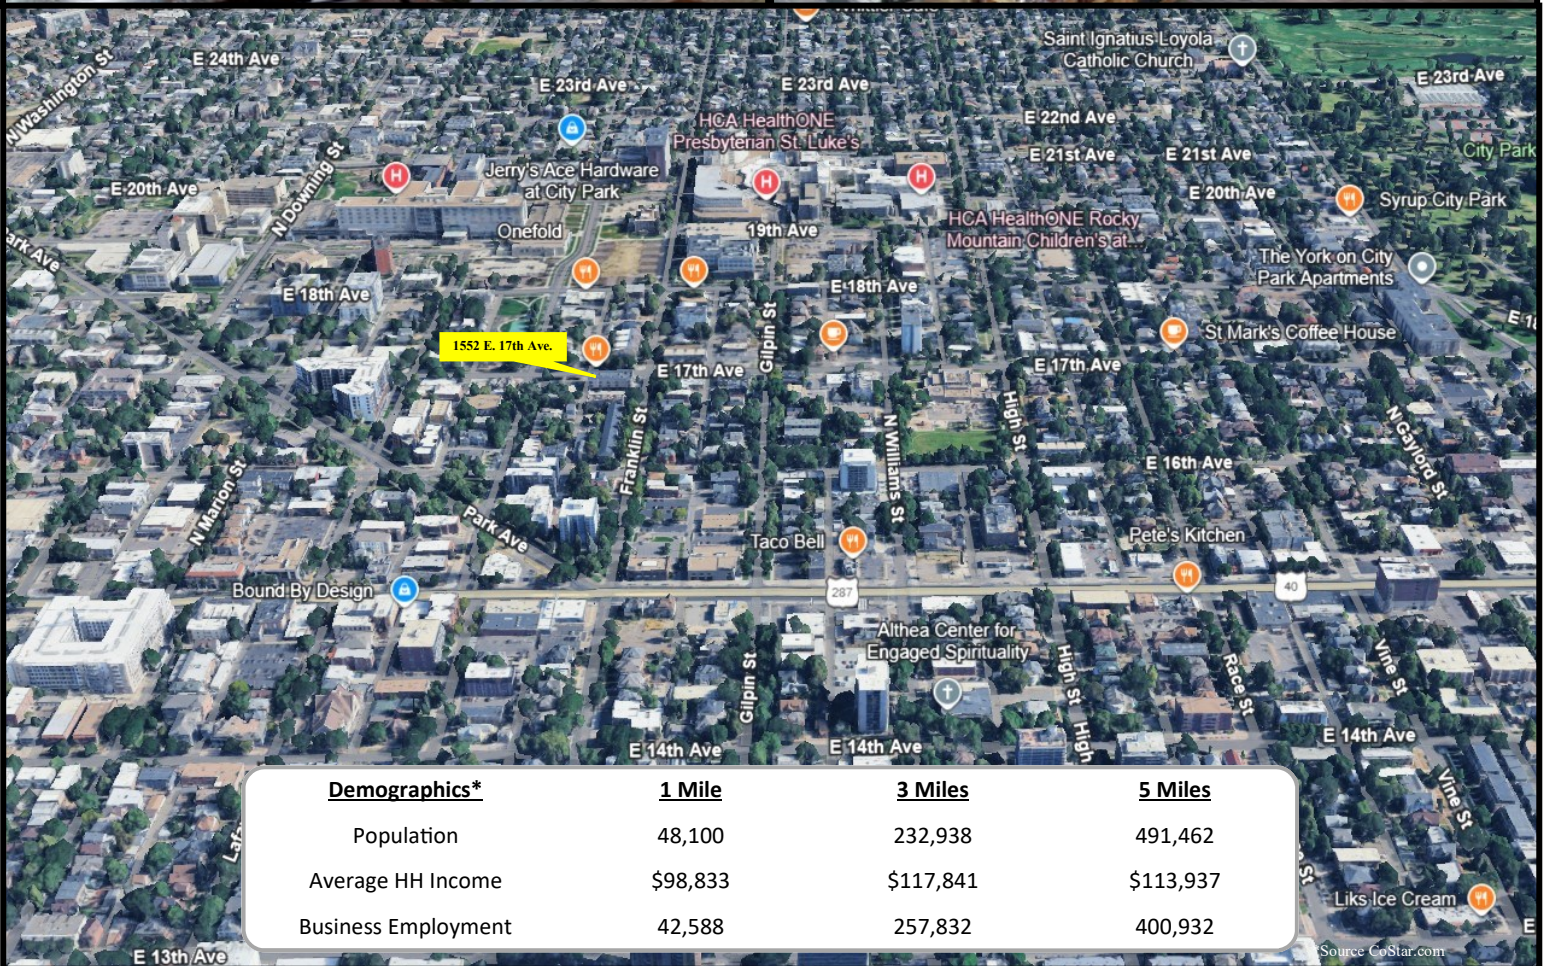 Saint Ignatius Loyola
Catholic Church
N Washington St
E 24th Ave
E 23rd Ave
E 23rd Ave
E 23rd Ave
HCA HealthONE
Presbyterian St. Luke's
E 22nd Ave
City Park
Jerry's Ace Hardware
at City Park
E 21st Ave
E 21st Ave
E 20th Ave
N Downing St
E 20th Ave
Syrup City Park
Onefold
19th Ave
HCA HealthONE Rocky
Mountain Children's at...
Park Ave
The York on City
Park Apartments
E 18th Ave
E 18th Ave
E 18
Gilpin St
St Mark's Coffee House
1552 E. 17th Ave.
E 17th Ave
E 17th Ave
Franklin St
N Williams St
High St
N Gaylord St
N Marion St
E 16th Ave
Park Ave
Taco Bell
Pete's Kitchen
Bound By Design
287
40
Althea Center for
Engaged Spirituality
Gilpin St
High St
Race St
Vine St
E 14th Ave
E 14th Ave
High
E 14th Ave
Vine St
Demographics* 1 Mile 3 Miles 5 Miles
Population 48,100 232,938 491,462
Average HH Income $98,833 $117,841 $113,937
Business Employment 42,588 257,832 400,932
Lafa
St
Liks Ice Cream
E 13th Ave
E
*Source CoStar.com